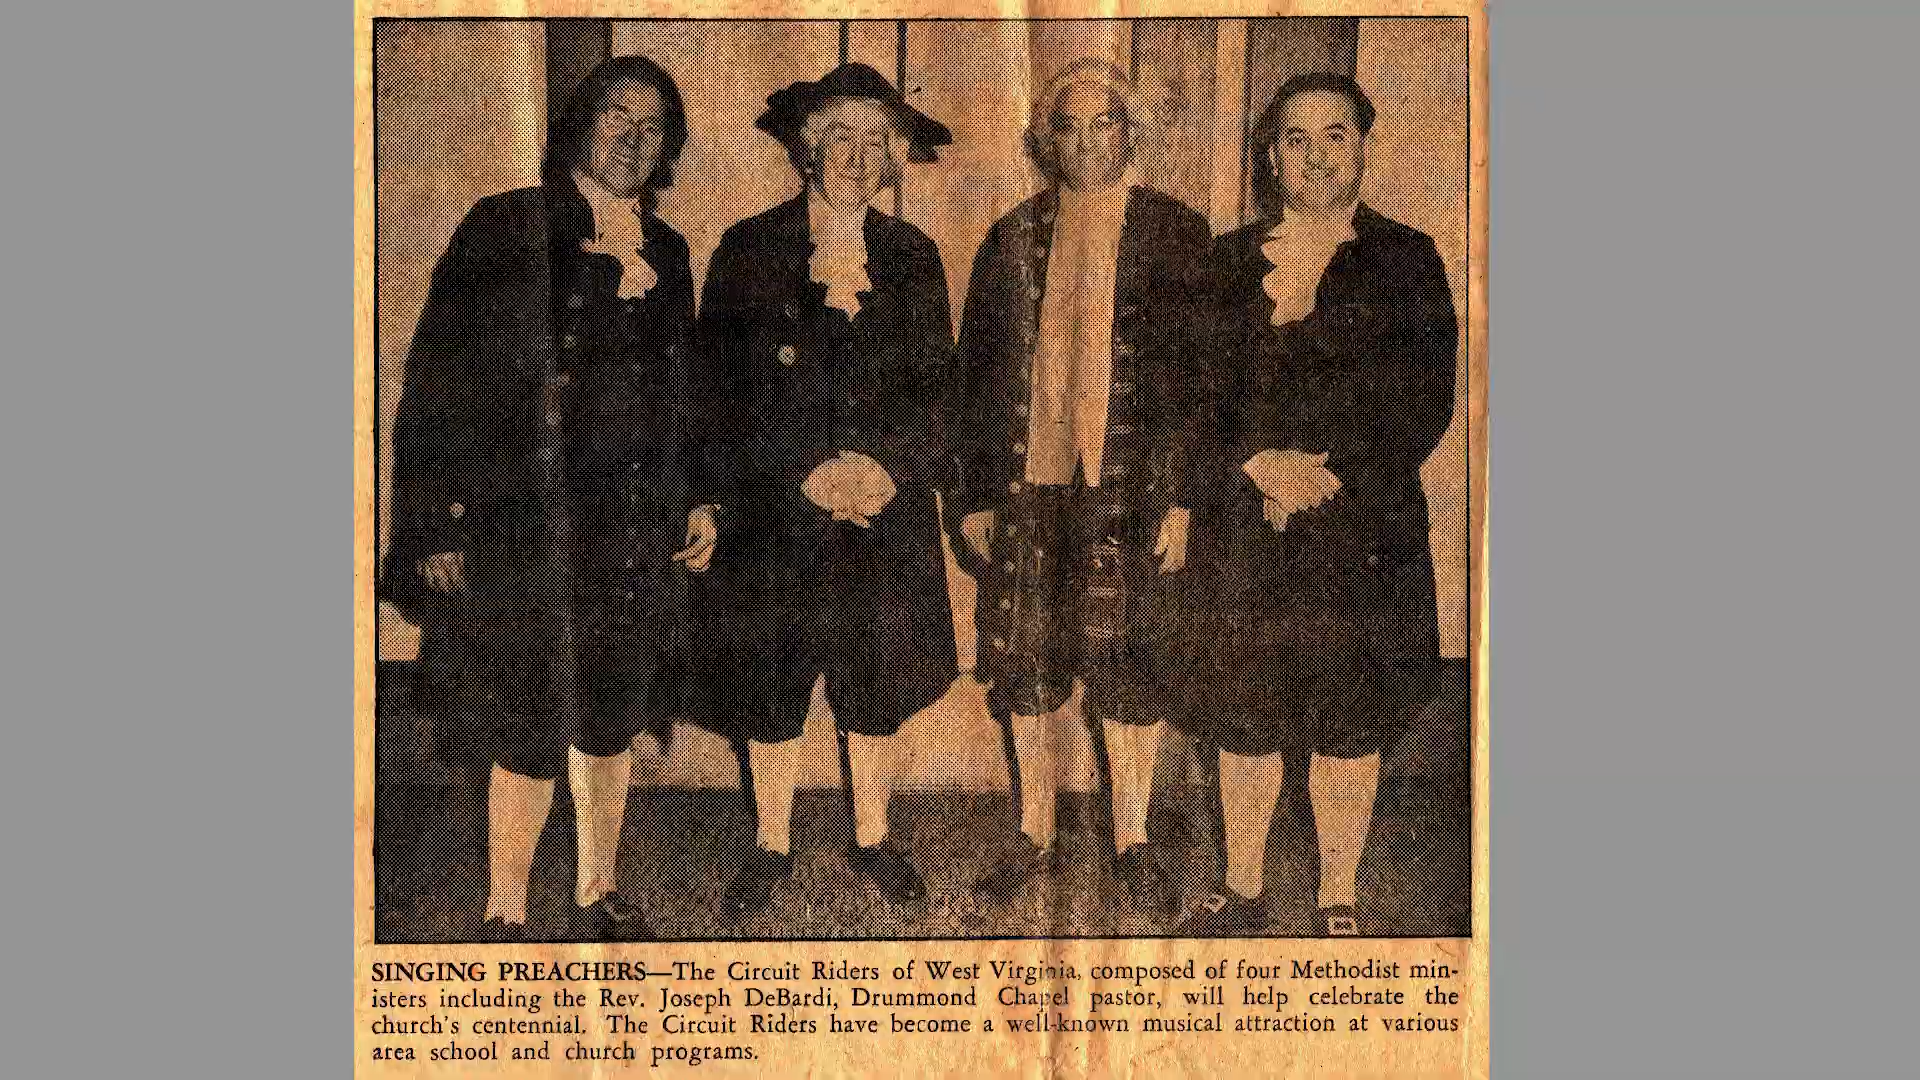 SINGING PREACHERS—The Circuit Riders of West Virginia, composed of four Methodist min-
isters including the Rev. Joseph DeBardi, Drummond Chapel pastor, will help celebrate the
church's centennial. The Circuit Riders have become a well-known musical attraction at various
area school and church programs.